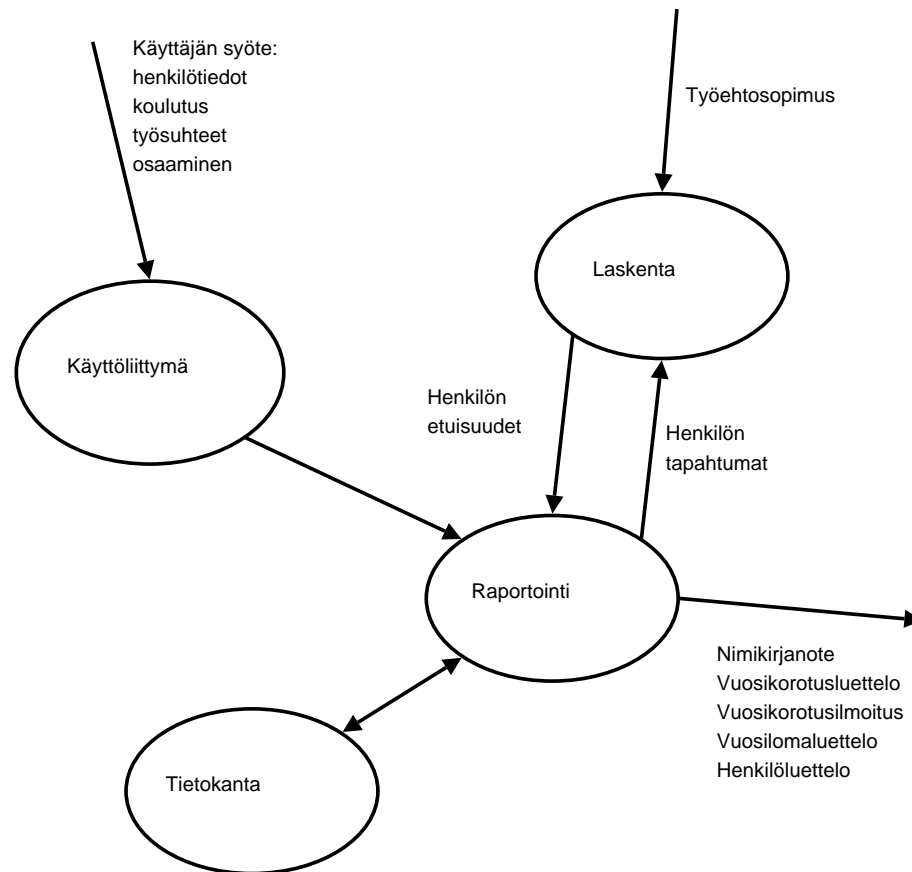 Käyttäjän syöte:
henkilötiedot
koulutus
työsuhteet
osaaminen
Työehtosopimus
Laskenta
Käyttöliittymä
Henkilön
etuisuudet
Henkilön
tapahtumat
Raportointi
Nimikirjanote
Vuosikorotusluettelo
Vuosikorotusilmoitus
Vuosilomaluettelo
Henkilöluettelo
Tietokanta